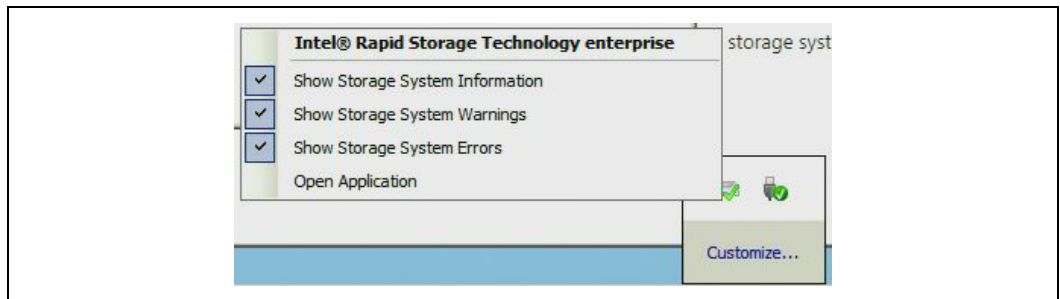 Intel® Rapid Storage Technology enterprise
storage syst
Show Storage System Information
Show Storage System Warnings
Show Storage System Errors
Open Application
Customize...